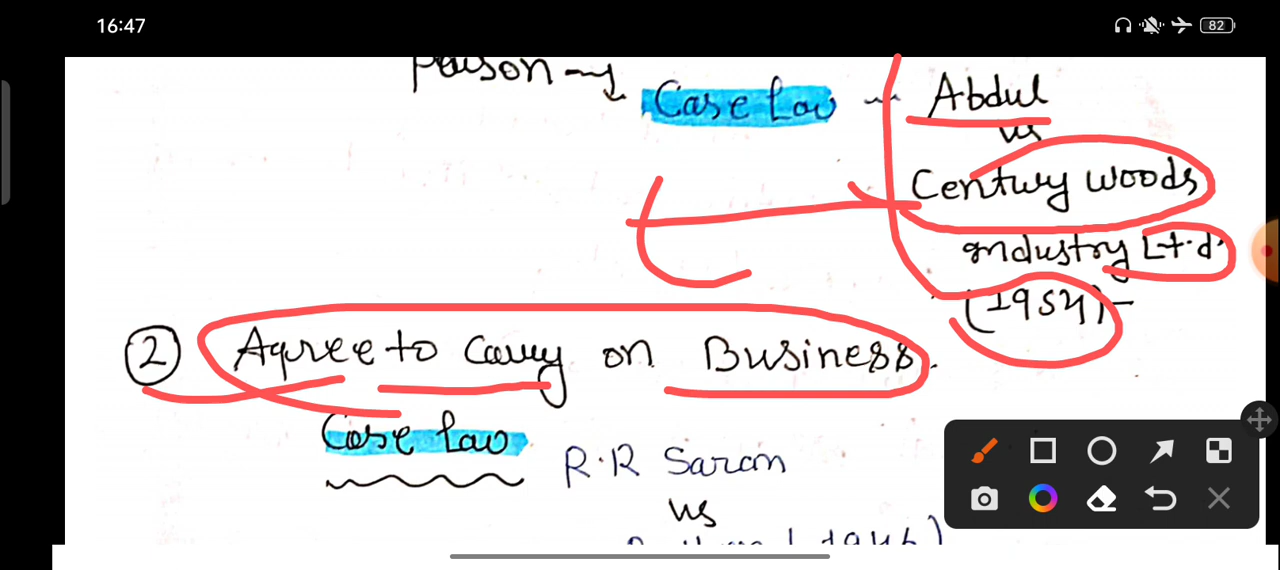 16:47
82
Person
Case Law
Abdul
vs
Century Woods
Industry Ltd.
(1954)-
② Agree to Carry on Business.
Case Law
R.R Saran
vs